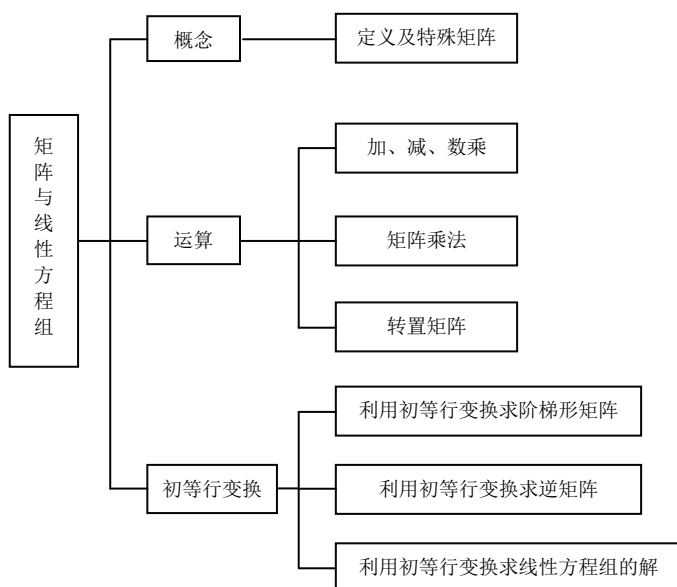 矩阵与线性方程组
概念
定义及特殊矩阵
运算
加、减、数乘
矩阵乘法
转置矩阵
初等行变换
利用初等行变换求阶梯形矩阵
利用初等行变换求逆矩阵
利用初等行变换求线性方程组的解